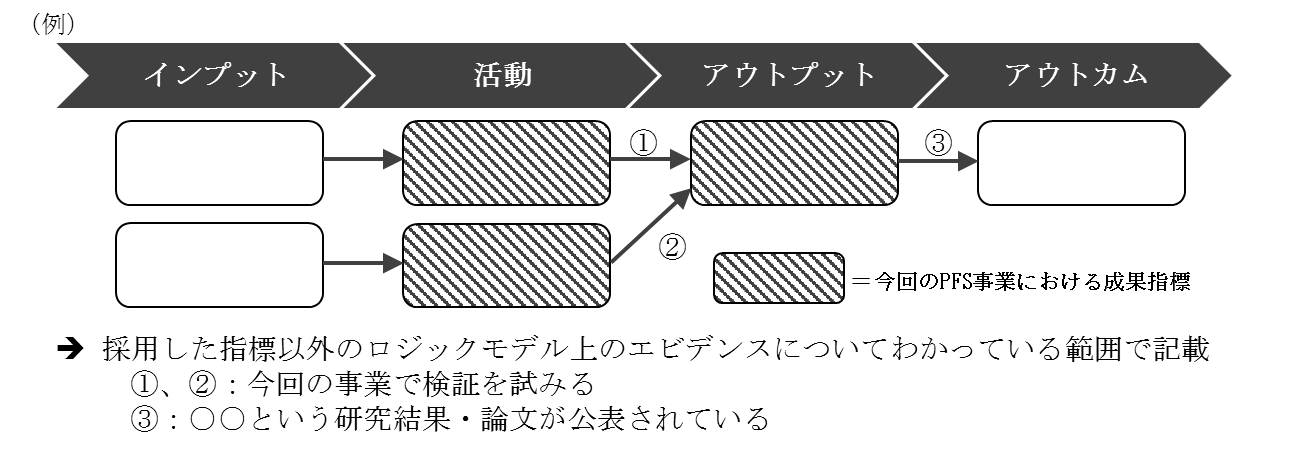 （例）
インプット
活動
アウトプット
アウトカム
①
③
②
＝今回のPFS事業における成果指標
➔ 採用した指標以外のロジックモデル上のエビデンスについてわかっている範囲で記載
①、②：今回の事業で検証を試みる
③：○○という研究結果・論文が公表されている